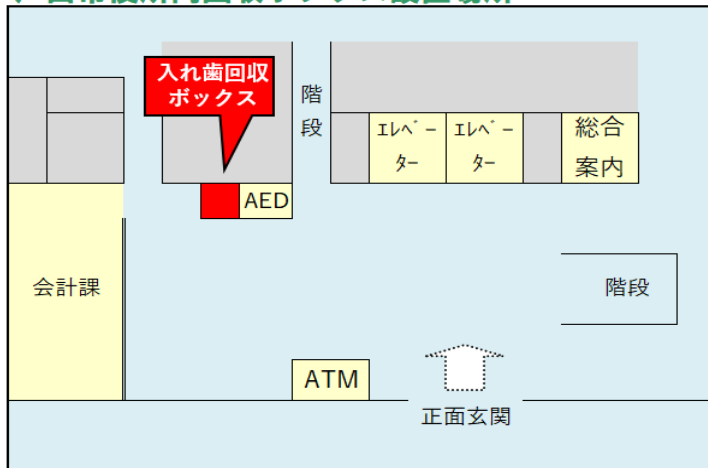 入れ歯回収
ボックス
階
段
エレベー
ター
エレベー
ター
総合
案内
AED
会計課
階段
ATM
正面玄関